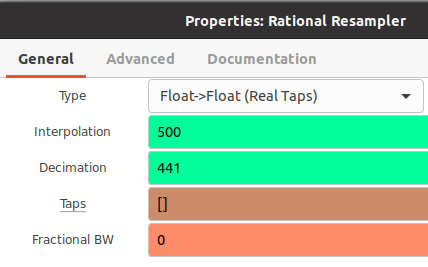 Properties: Rational Resampler
General Advanced Documentation
Type Float->Float (Real Taps)
Interpolation 500
Decimation 441
Taps []
Fractional BW 0